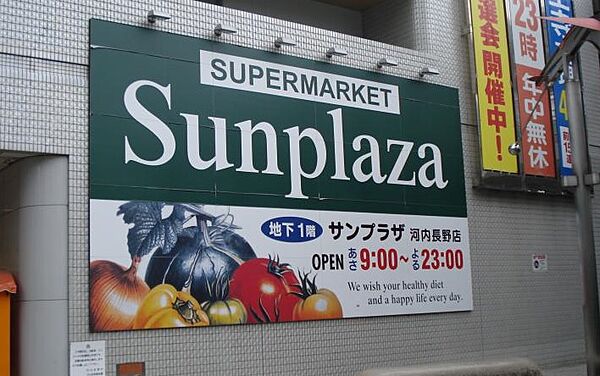 SUPERMARKET
Sunplaza
地下1階 サンプラザ 河内長野店
OPEN あさ9:00~よる23:00
We wish your healthy diet
and a happy life every day.
選会開催中!
23時
年中無休